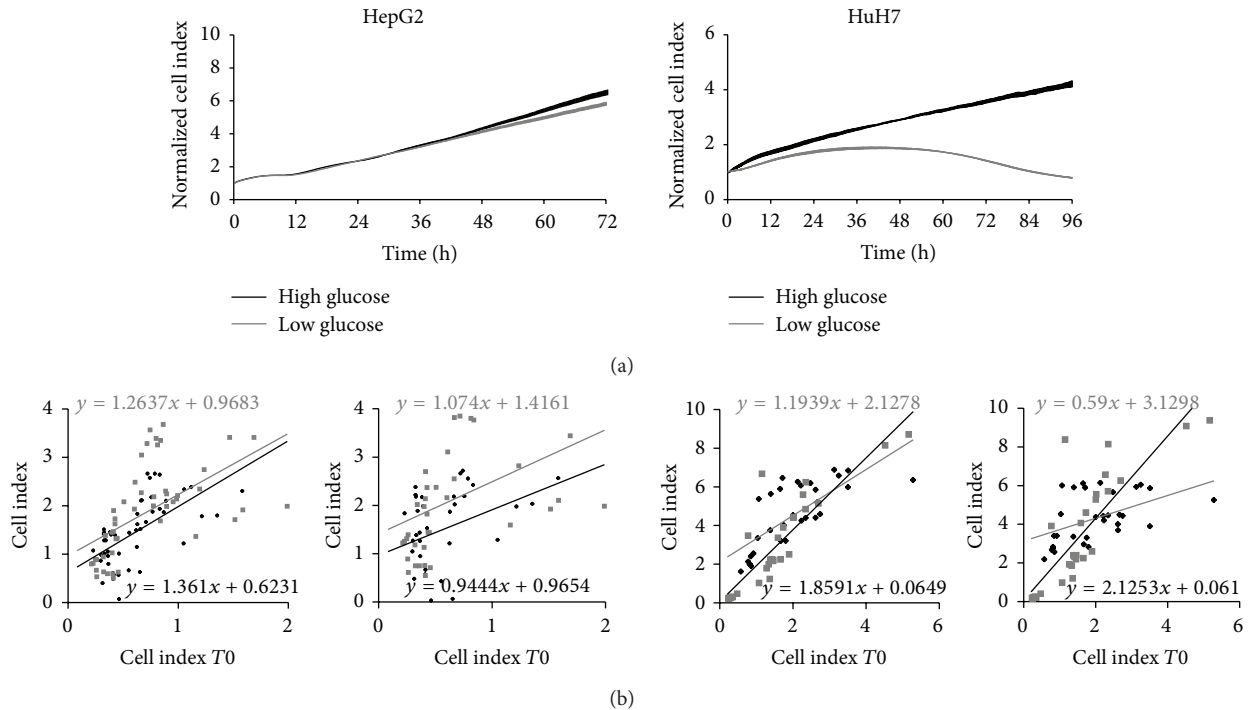 HepG2
Normalized cell index
10
8
6
4
2
0
0 12 24 36 48 60 72
Time (h)
High glucose
Low glucose
HuH7
Normalized cell index
6
4
2
0
0 12 24 36 48 60 72 84 96
Time (h)
High glucose
Low glucose
(a)
y = 1.2637x + 0.9683
Cell index
4
3
2
1
0
y = 1.361x + 0.6231
0 1 2
Cell index T0
y = 1.074x + 1.4161
Cell index
4
3
2
1
0
y = 0.9444x + 0.9654
0 1 2
Cell index T0
y = 1.1939x + 2.1278
Cell index
10
8
6
4
2
0
y = 1.8591x + 0.0649
0 2 4 6
Cell index T0
y = 0.59x + 3.1298
Cell index
10
8
6
4
2
0
y = 2.1253x + 0.061
0 2 4 6
Cell index T0
(b)